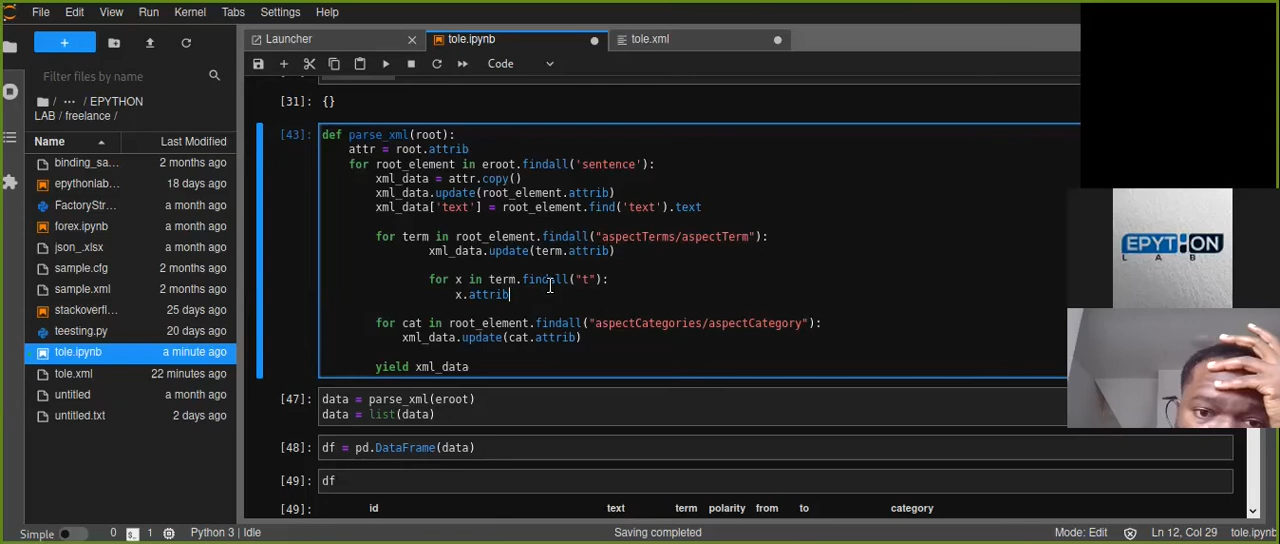 File Edit View Run Kernel Tabs Settings Help
Launcher
tole.ipynb
tole.xml
Code
Filter files by name
/ ··· / EPYTHON
LAB / freelance /
Name Last Modified
binding_sa... 2 months ago
epythonlab... 18 days ago
FactoryStr... a month ago
forex.ipynb a month ago
json_.xlsx a month ago
sample.cfg 2 months ago
sample.xml 2 months ago
stackoverfl... 25 days ago
teesting.py 20 days ago
tole.ipynb a minute ago
tole.xml 22 minutes ago
untitled a month ago
untitled.txt 2 days ago
[31]: {}
[43]: def parse_xml(root):
attr = root.attrib
for root_element in eroot.findall('sentence'):
xml_data = attr.copy()
xml_data.update(root_element.attrib)
xml_data['text'] = root_element.find('text').text
for term in root_element.findall("aspectTerms/aspectTerm"):
xml_data.update(term.attrib)
for x in term.findall("t"):
x.attrib
for cat in root_element.findall("aspectCategories/aspectCategory"):
xml_data.update(cat.attrib)
yield xml_data
[47]: data = parse_xml(eroot)
data = list(data)
[48]: df = pd.DataFrame(data)
[49]: df
[49]: id text term polarity from to category
EPYTHON
LAB
Simple 0 1 Python 3 | Idle Saving completed Mode: Edit Ln 12, Col 29 tole.ipynb